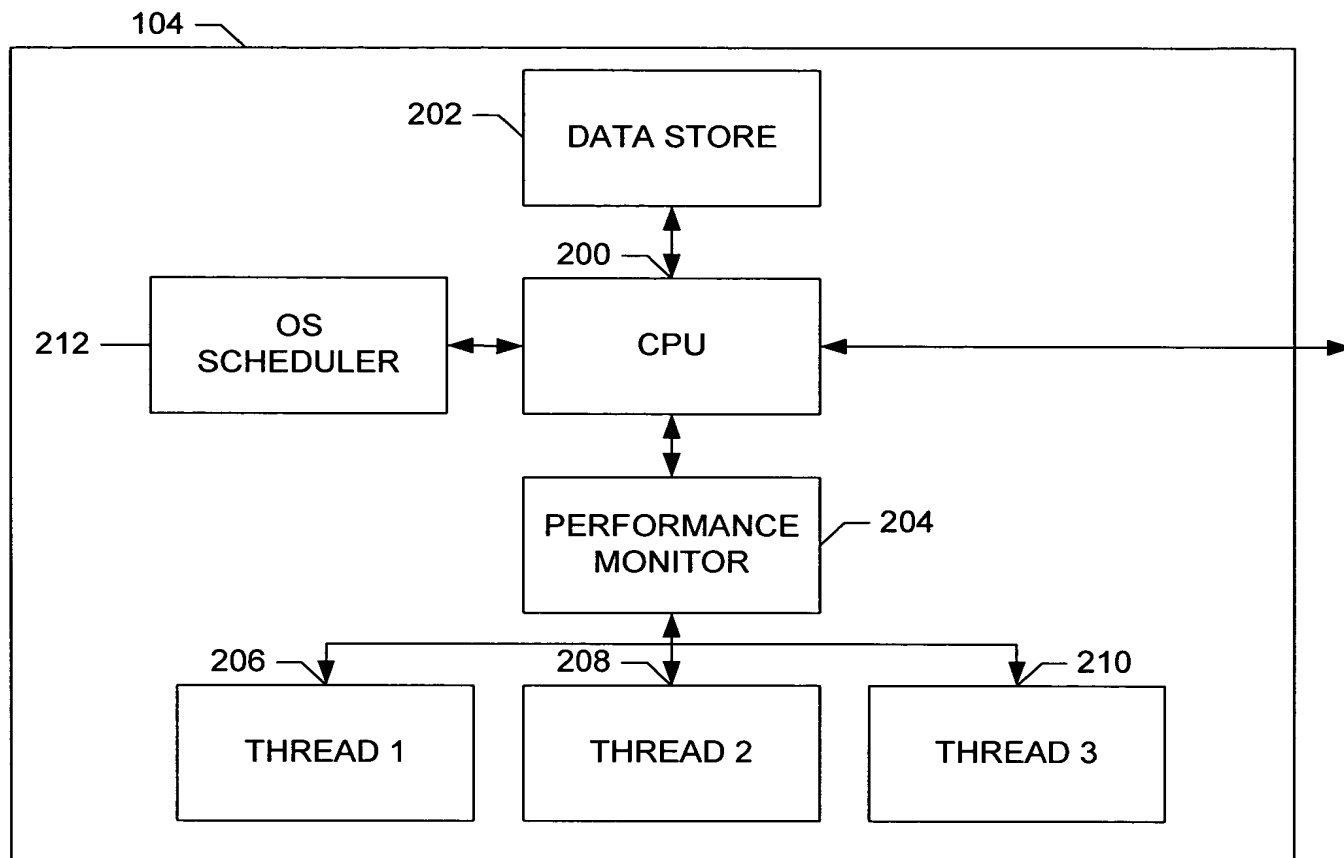 104
202
DATA STORE
200
212
OS
SCHEDULER
CPU
PERFORMANCE
MONITOR
204
206
208
210
THREAD 1
THREAD 2
THREAD 3